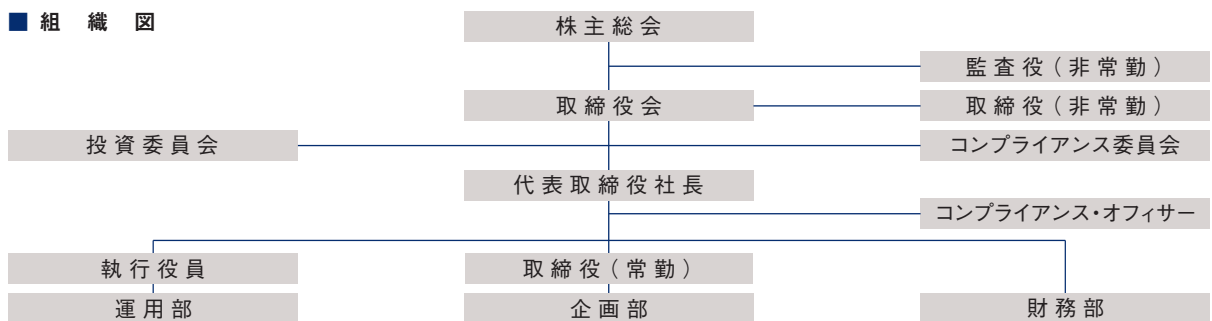 ■ 組織図
株主総会
監査役(非常勤)
取締役会
取締役(非常勤)
投資委員会
コンプライアンス委員会
代表取締役社長
コンプライアンス・オフィサー
執行役員
取締役(常勤)
運用部
企画部
財務部